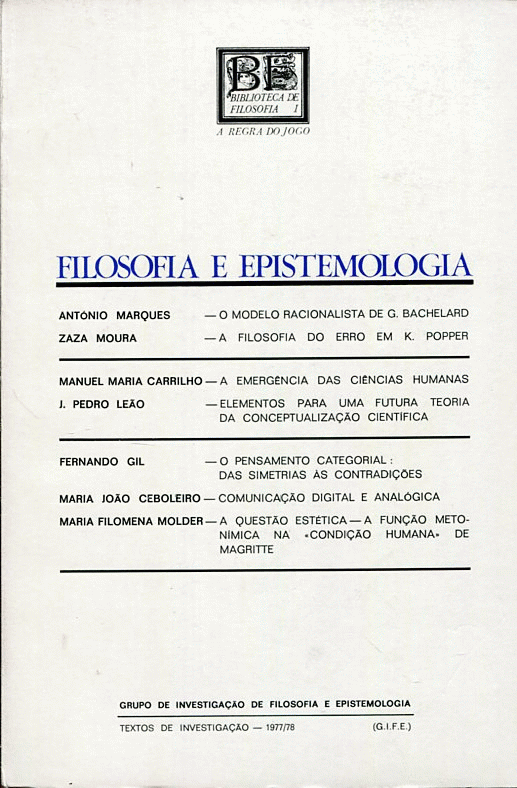 BF
BIBLIOTECA DE
FILOSOFIA 1
A REGRA DO JOGO
FILOSOFIA E EPISTEMOLOGIA
ANTÓNIO MARQUES — O MODELO RACIONALISTA DE G. BACHELARD
ZAZA MOURA — A FILOSOFIA DO ERRO EM K. POPPER
MANUEL MARIA CARRILHO — A EMERGÊNCIA DAS CIÊNCIAS HUMANAS
J. PEDRO LEÃO — ELEMENTOS PARA UMA FUTURA TEORIA
DA CONCEPTUALIZAÇÃO CIENTÍFICA
FERNANDO GIL — O PENSAMENTO CATEGORIAL :
DAS SIMETRIAS ÀS CONTRADIÇÕES
MARIA JOÃO CEBOLEIRO — COMUNICAÇÃO DIGITAL E ANALÓGICA
MARIA FILOMENA MOLDER — A QUESTÃO ESTÉTICA — A FUNÇÃO METO-
NÍMICA NA «CONDIÇÃO HUMANA» DE
MAGRITTE
GRUPO DE INVESTIGAÇÃO DE FILOSOFIA E EPISTEMOLOGIA
TEXTOS DE INVESTIGAÇÃO — 1977/78 (G.I.F.E.)